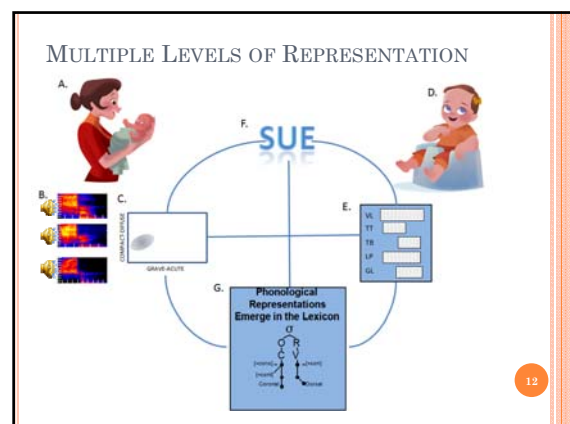 MULTIPLE LEVELS OF REPRESENTATION
A.
D.
F.
SUE
B.
C.
COMPACT-DIFFUSE
GRAVE-ACUTE
E.
VL
TT
TB
LP
GL
G.
Phonological
Representations
Emerge in the Lexicon
σ
O R
C V
Coronal
Dorsal
12